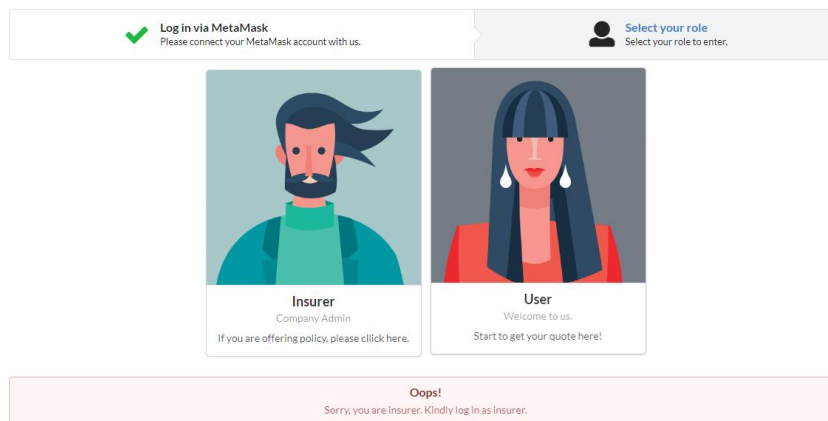 Log in via MetaMask
Please connect your MetaMask account with us.
Select your role
Select your role to enter.
Insurer
Company Admin
If you are offering policy, please cllick here.
User
Welcome to us.
Start to get your quote here!
Oops!
Sorry, you are insurer. Kindly log in as insurer.